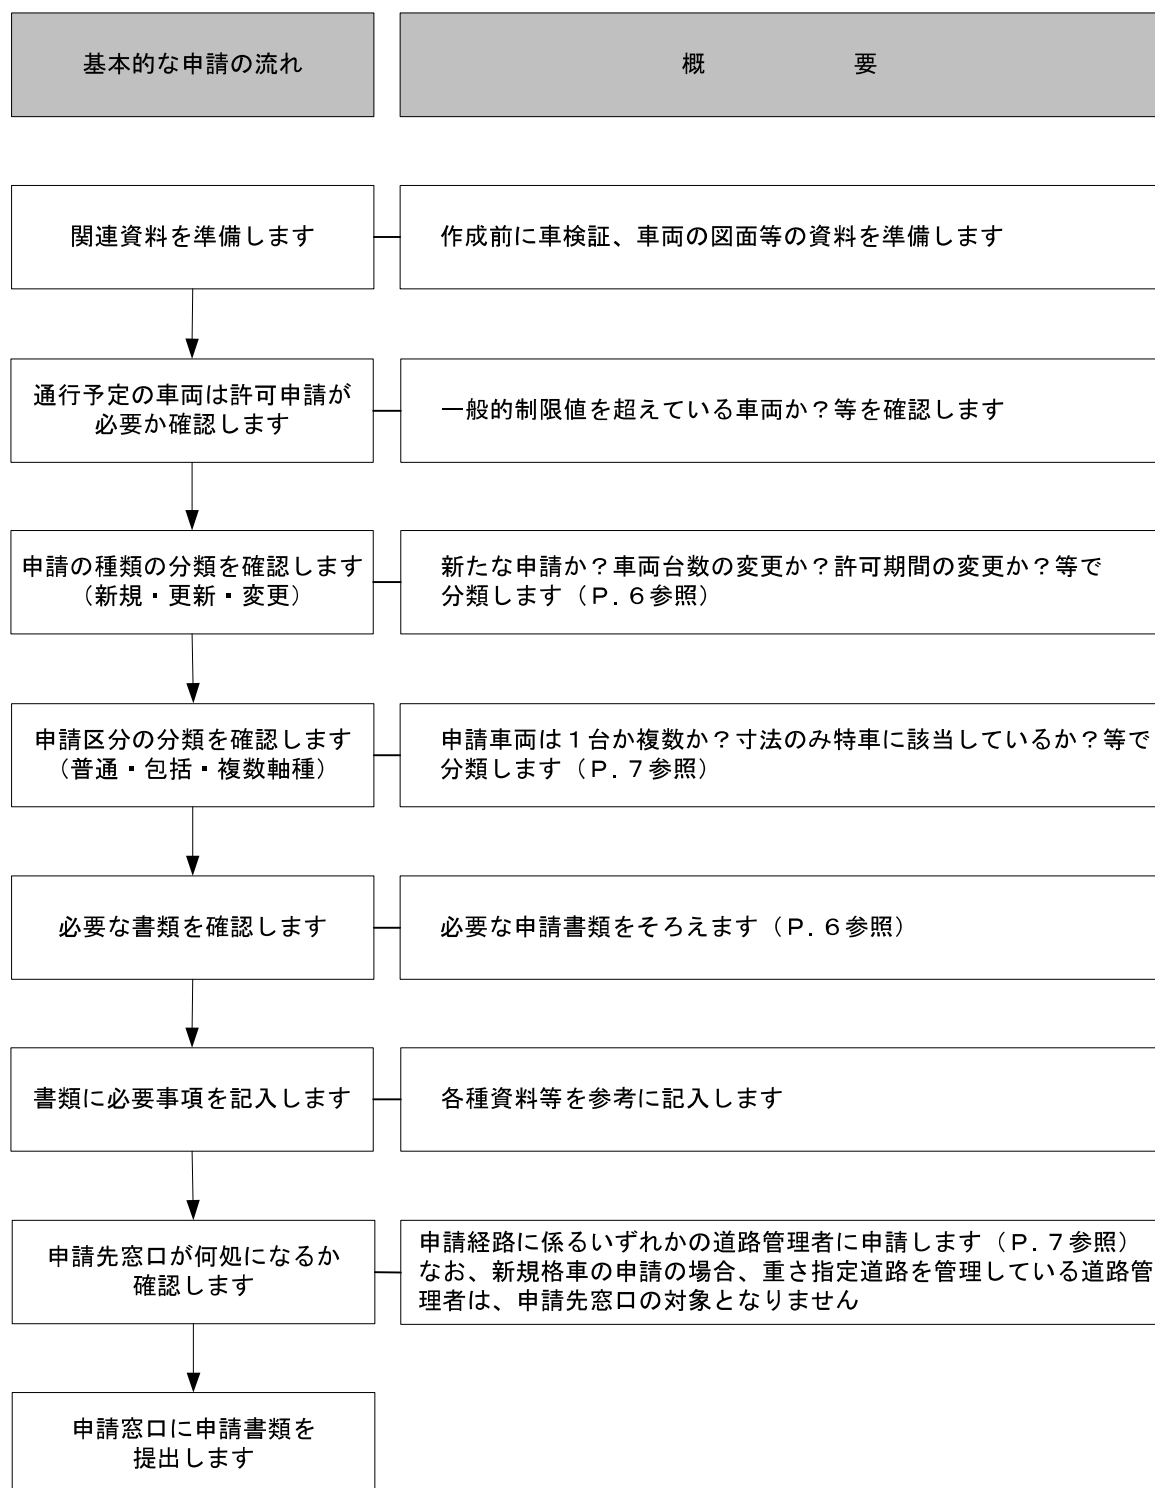 基本的な申請の流れ
概　　　要
関連資料を準備します
作成前に車検証、車両の図面等の資料を準備します
通行予定の車両は許可申請が
必要か確認します
一般的制限値を超えている車両か？等を確認します
申請の種類の分類を確認します
（新規・更新・変更）
新たな申請か？車両台数の変更か？許可期間の変更か？等で
分類します（Ｐ．６参照）
申請区分の分類を確認します
（普通・包括・複数軸種）
申請車両は１台か複数か？寸法のみ特車に該当しているか？等で
分類します（Ｐ．７参照）
必要な書類を確認します
必要な申請書類をそろえます（Ｐ．６参照）
書類に必要事項を記入します
各種資料等を参考に記入します
申請先窓口が何処になるか
確認します
申請経路に係るいずれかの道路管理者に申請します（Ｐ．７参照）
なお、新規格車の申請の場合、重さ指定道路を管理している道路管
理者は、申請先窓口の対象となりません
申請窓口に申請書類を
提出します